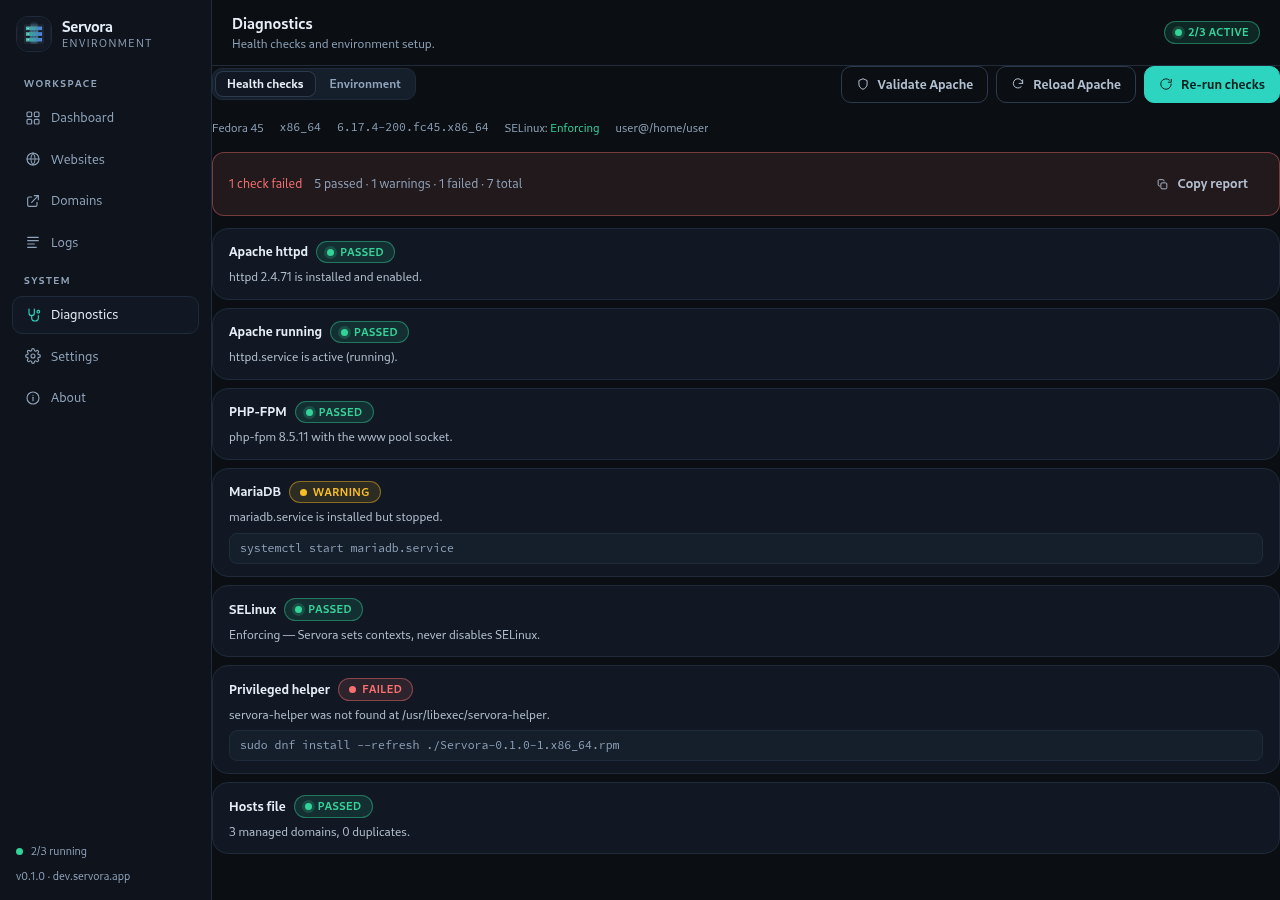 Servora
ENVIRONMENT
WORKSPACE
Dashboard
Websites
Domains
Logs
SYSTEM
Diagnostics
Settings
About
2/3 running
v0.1.0 · dev.servora.app
Diagnostics
Health checks and environment setup.
2/3 ACTIVE
Health checks Environment
Validate Apache Reload Apache Re-run checks
Fedora 45 x86_64 6.17.4-200.fc45.x86_64 SELinux: Enforcing user@/home/user
1 check failed 5 passed · 1 warnings · 1 failed · 7 total Copy report
Apache httpd PASSED
httpd 2.4.71 is installed and enabled.
Apache running PASSED
httpd.service is active (running).
PHP-FPM PASSED
php-fpm 8.5.11 with the www pool socket.
MariaDB WARNING
mariadb.service is installed but stopped.
systemctl start mariadb.service
SELinux PASSED
Enforcing — Servora sets contexts, never disables SELinux.
Privileged helper FAILED
servora-helper was not found at /usr/libexec/servora-helper.
sudo dnf install --refresh ./Servora-0.1.0-1.x86_64.rpm
Hosts file PASSED
3 managed domains, 0 duplicates.